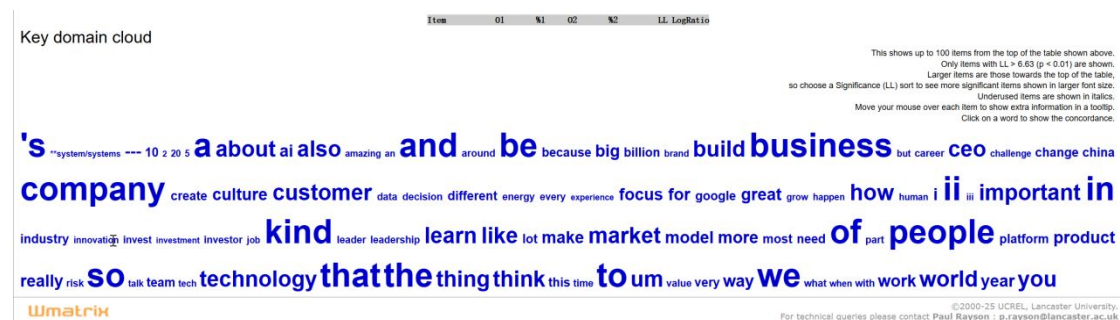 Item O1 %1 O2 %2 LL LogRatio
Key domain cloud
This shows up to 100 items from the top of the table shown above.
Only items with LL > 6.63 (p < 0.01) are shown.
Larger items are those towards the top of the table,
so choose a Significance (LL) sort to see more significant items shown in larger font size.
Underused items are shown in italics.
Move your mouse over each item to show extra information in a tooltip.
Click on a word to show the concordance.
's **system/systems --- 10 2 20 5 a about ai also amazing an and around be because big billion brand build business but career ceo challenge change china
company create culture customer data decision different energy every experience focus for google great grow happen how human i ii iii important in
industry innovation invest investment investor job kind leader leadership learn like lot make market model more most need of part people platform product
really risk so talk team tech technology that the thing think this time to um value very way we what when with work world year you
Wmatrix
©2000-25 UCREL, Lancaster University.
For technical queries please contact Paul Rayson : p.rayson@lancaster.ac.uk